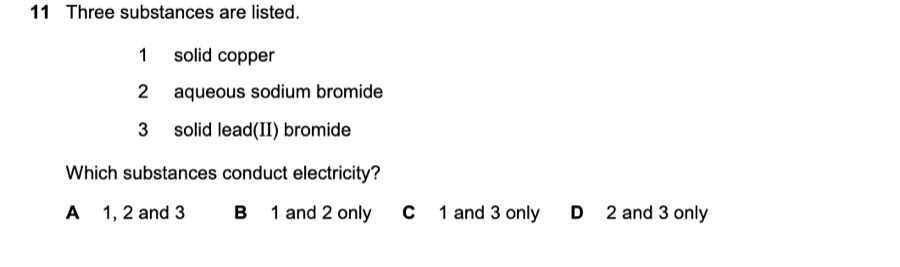 11 Three substances are listed.
1 solid copper
2 aqueous sodium bromide
3 solid lead(II) bromide
Which substances conduct electricity?
A 1, 2 and 3 B 1 and 2 only C 1 and 3 only D 2 and 3 only